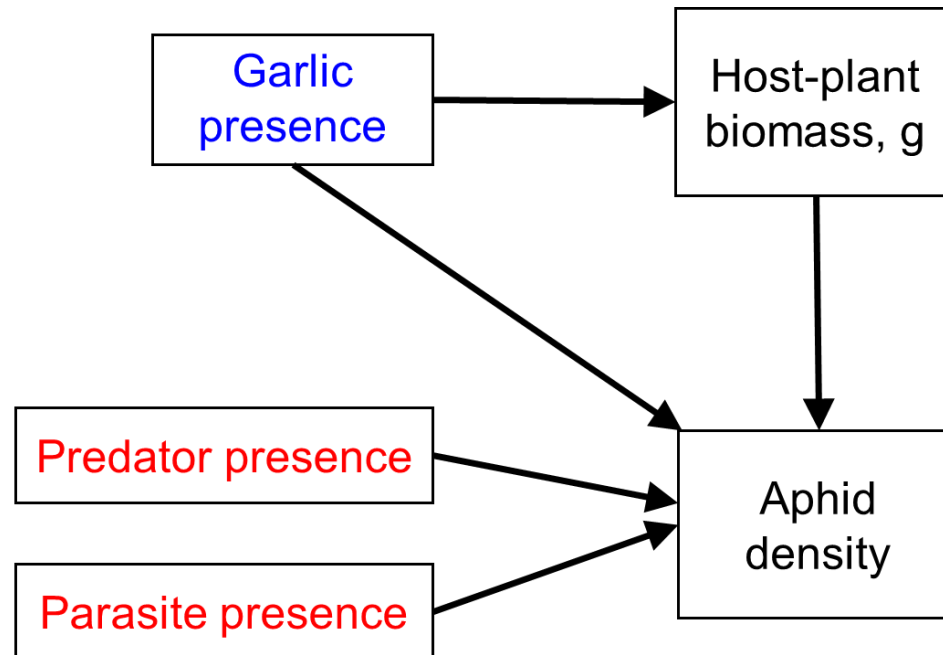 Garlic
presence
Host-plant
biomass, g
Predator presence
Aphid
density
Parasite presence